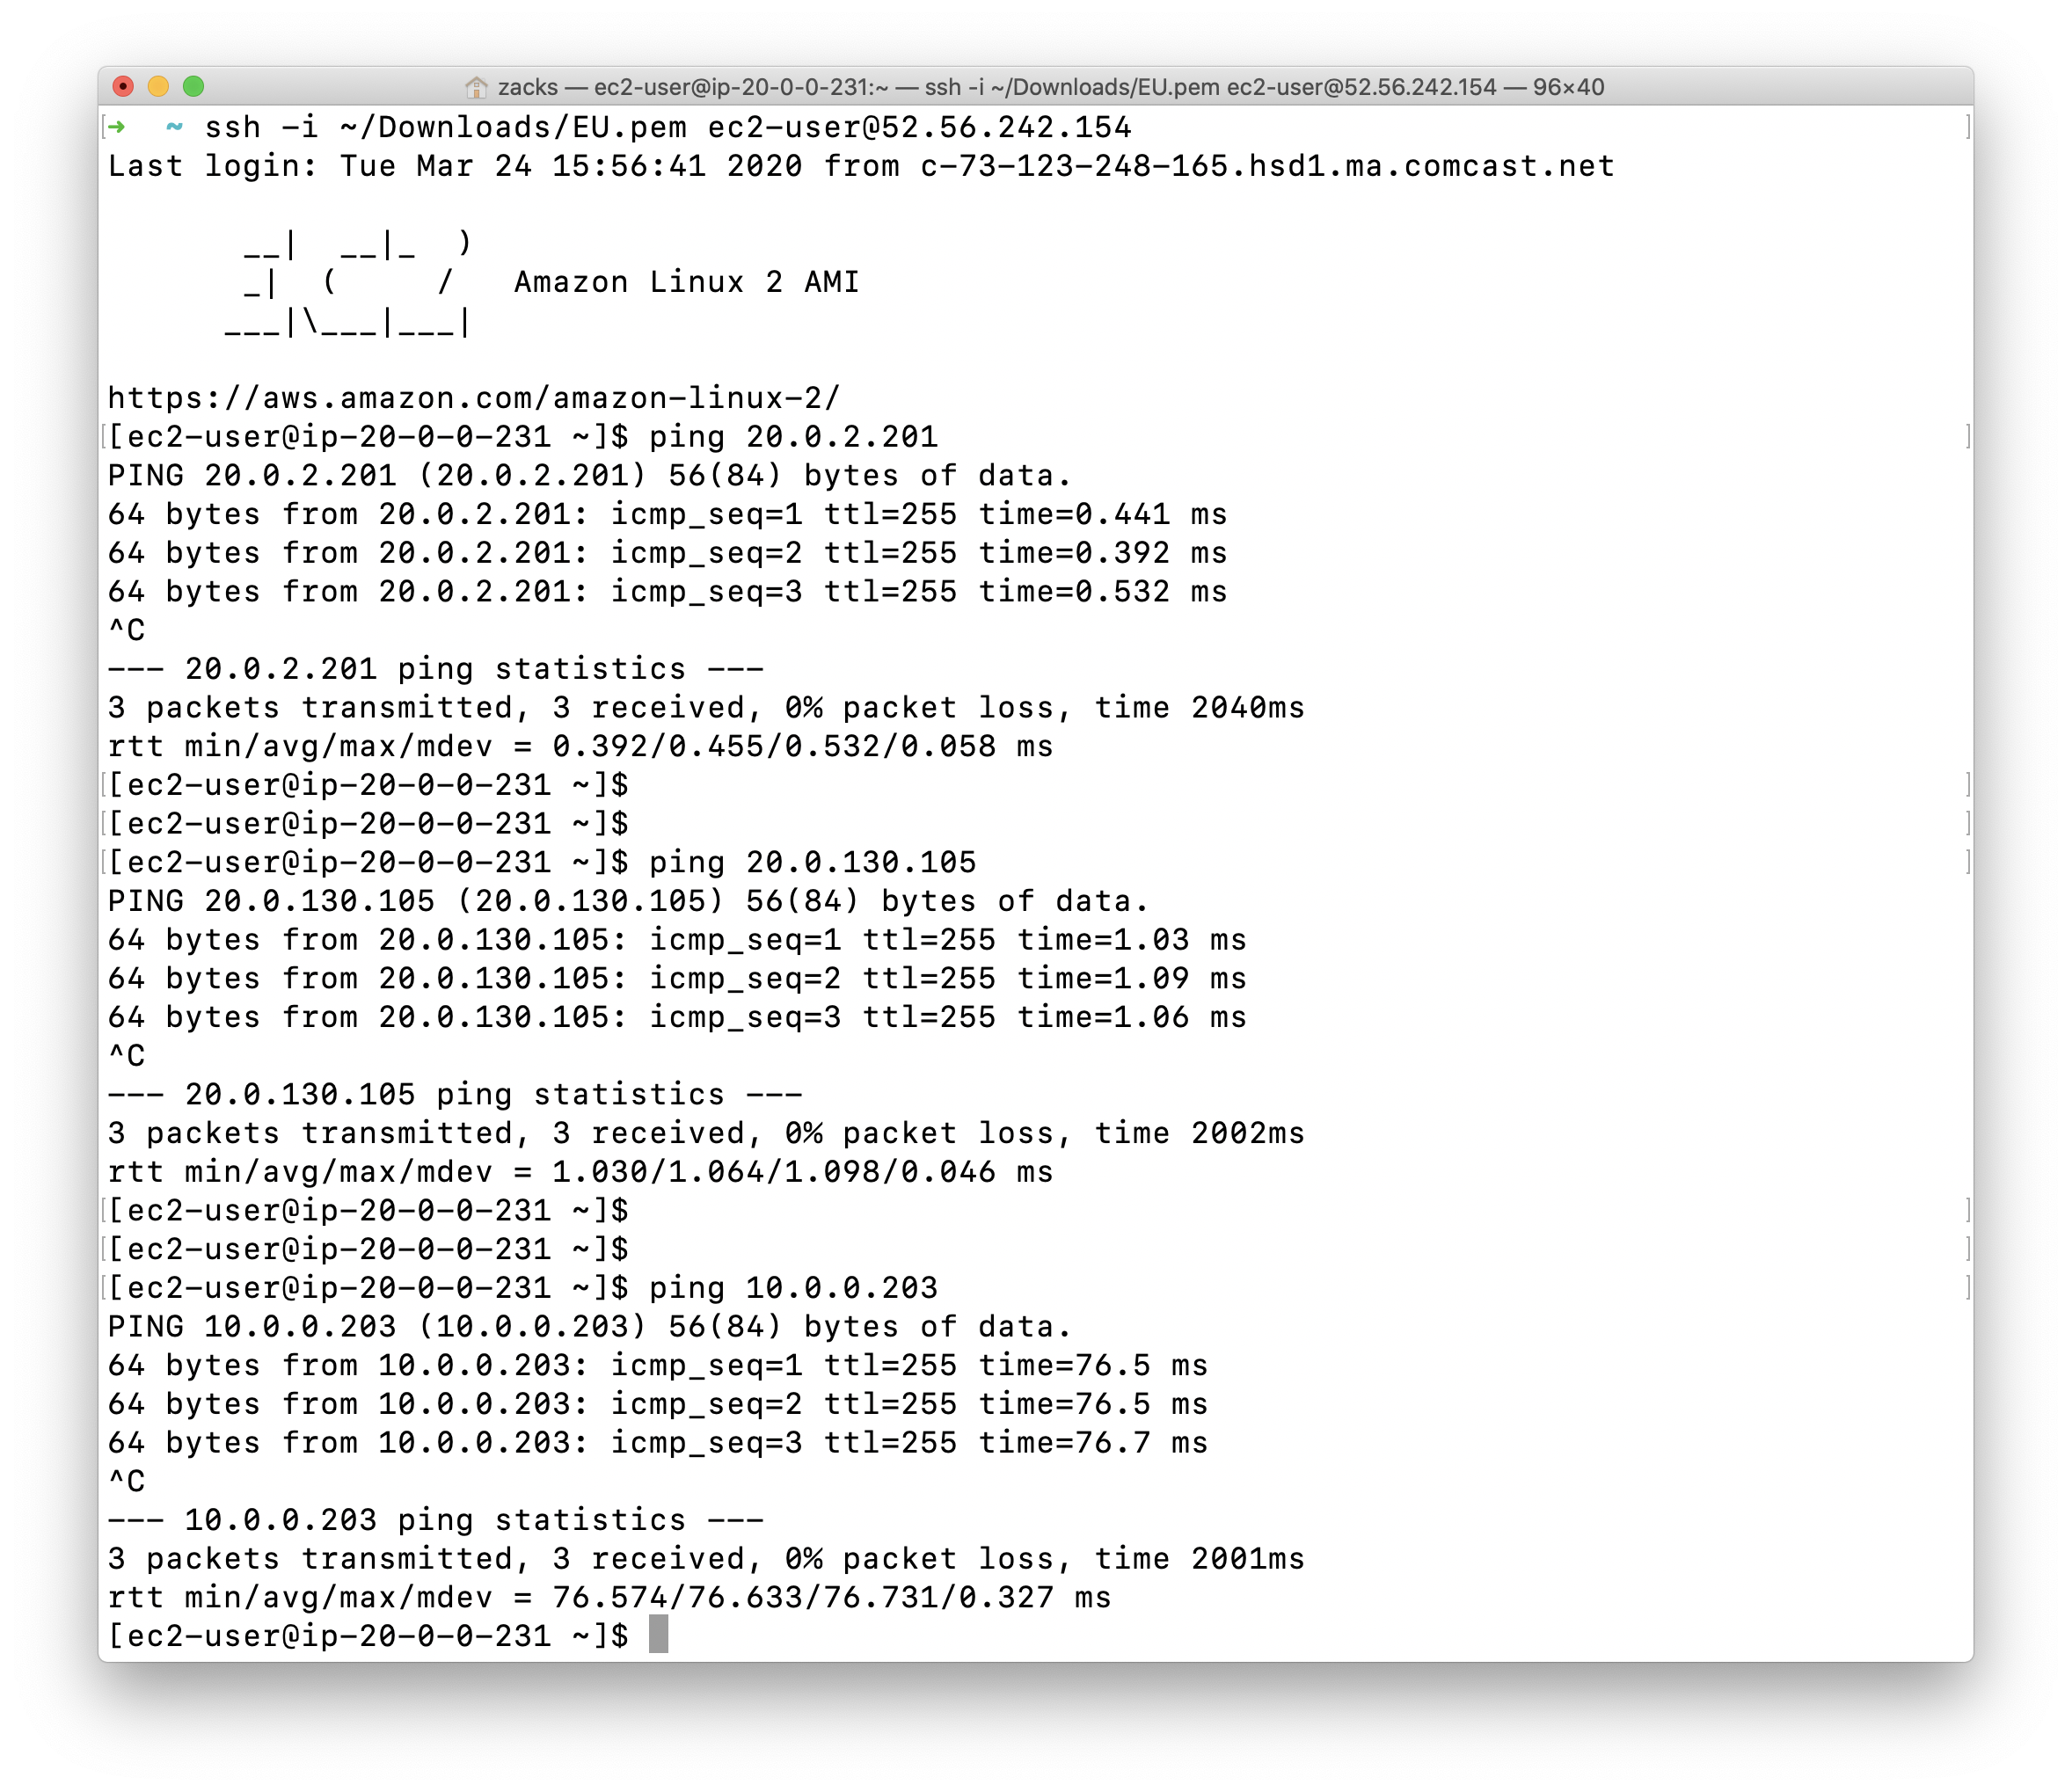 zacks — ec2-user@ip-20-0-0-231:~ — ssh -i ~/Downloads/EU.pem ec2-user@52.56.242.154 — 96×40
[➜   ~ ssh -i ~/Downloads/EU.pem ec2-user@52.56.242.154 ]
Last login: Tue Mar 24 15:56:41 2020 from c-73-123-248-165.hsd1.ma.comcast.net
       __|  __|_  )
       _|  (     /   Amazon Linux 2 AMI
      ___|\___|___|
https://aws.amazon.com/amazon-linux-2/
[[ec2-user@ip-20-0-0-231 ~]$ ping 20.0.2.201 ]
PING 20.0.2.201 (20.0.2.201) 56(84) bytes of data.
64 bytes from 20.0.2.201: icmp_seq=1 ttl=255 time=0.441 ms
64 bytes from 20.0.2.201: icmp_seq=2 ttl=255 time=0.392 ms
64 bytes from 20.0.2.201: icmp_seq=3 ttl=255 time=0.532 ms
^C
--- 20.0.2.201 ping statistics ---
3 packets transmitted, 3 received, 0% packet loss, time 2040ms
rtt min/avg/max/mdev = 0.392/0.455/0.532/0.058 ms
[[ec2-user@ip-20-0-0-231 ~]$ ]
[[ec2-user@ip-20-0-0-231 ~]$ ]
[[ec2-user@ip-20-0-0-231 ~]$ ping 20.0.130.105 ]
PING 20.0.130.105 (20.0.130.105) 56(84) bytes of data.
64 bytes from 20.0.130.105: icmp_seq=1 ttl=255 time=1.03 ms
64 bytes from 20.0.130.105: icmp_seq=2 ttl=255 time=1.09 ms
64 bytes from 20.0.130.105: icmp_seq=3 ttl=255 time=1.06 ms
^C
--- 20.0.130.105 ping statistics ---
3 packets transmitted, 3 received, 0% packet loss, time 2002ms
rtt min/avg/max/mdev = 1.030/1.064/1.098/0.046 ms
[[ec2-user@ip-20-0-0-231 ~]$ ]
[[ec2-user@ip-20-0-0-231 ~]$ ]
[[ec2-user@ip-20-0-0-231 ~]$ ping 10.0.0.203 ]
PING 10.0.0.203 (10.0.0.203) 56(84) bytes of data.
64 bytes from 10.0.0.203: icmp_seq=1 ttl=255 time=76.5 ms
64 bytes from 10.0.0.203: icmp_seq=2 ttl=255 time=76.5 ms
64 bytes from 10.0.0.203: icmp_seq=3 ttl=255 time=76.7 ms
^C
--- 10.0.0.203 ping statistics ---
3 packets transmitted, 3 received, 0% packet loss, time 2001ms
rtt min/avg/max/mdev = 76.574/76.633/76.731/0.327 ms
[ec2-user@ip-20-0-0-231 ~]$